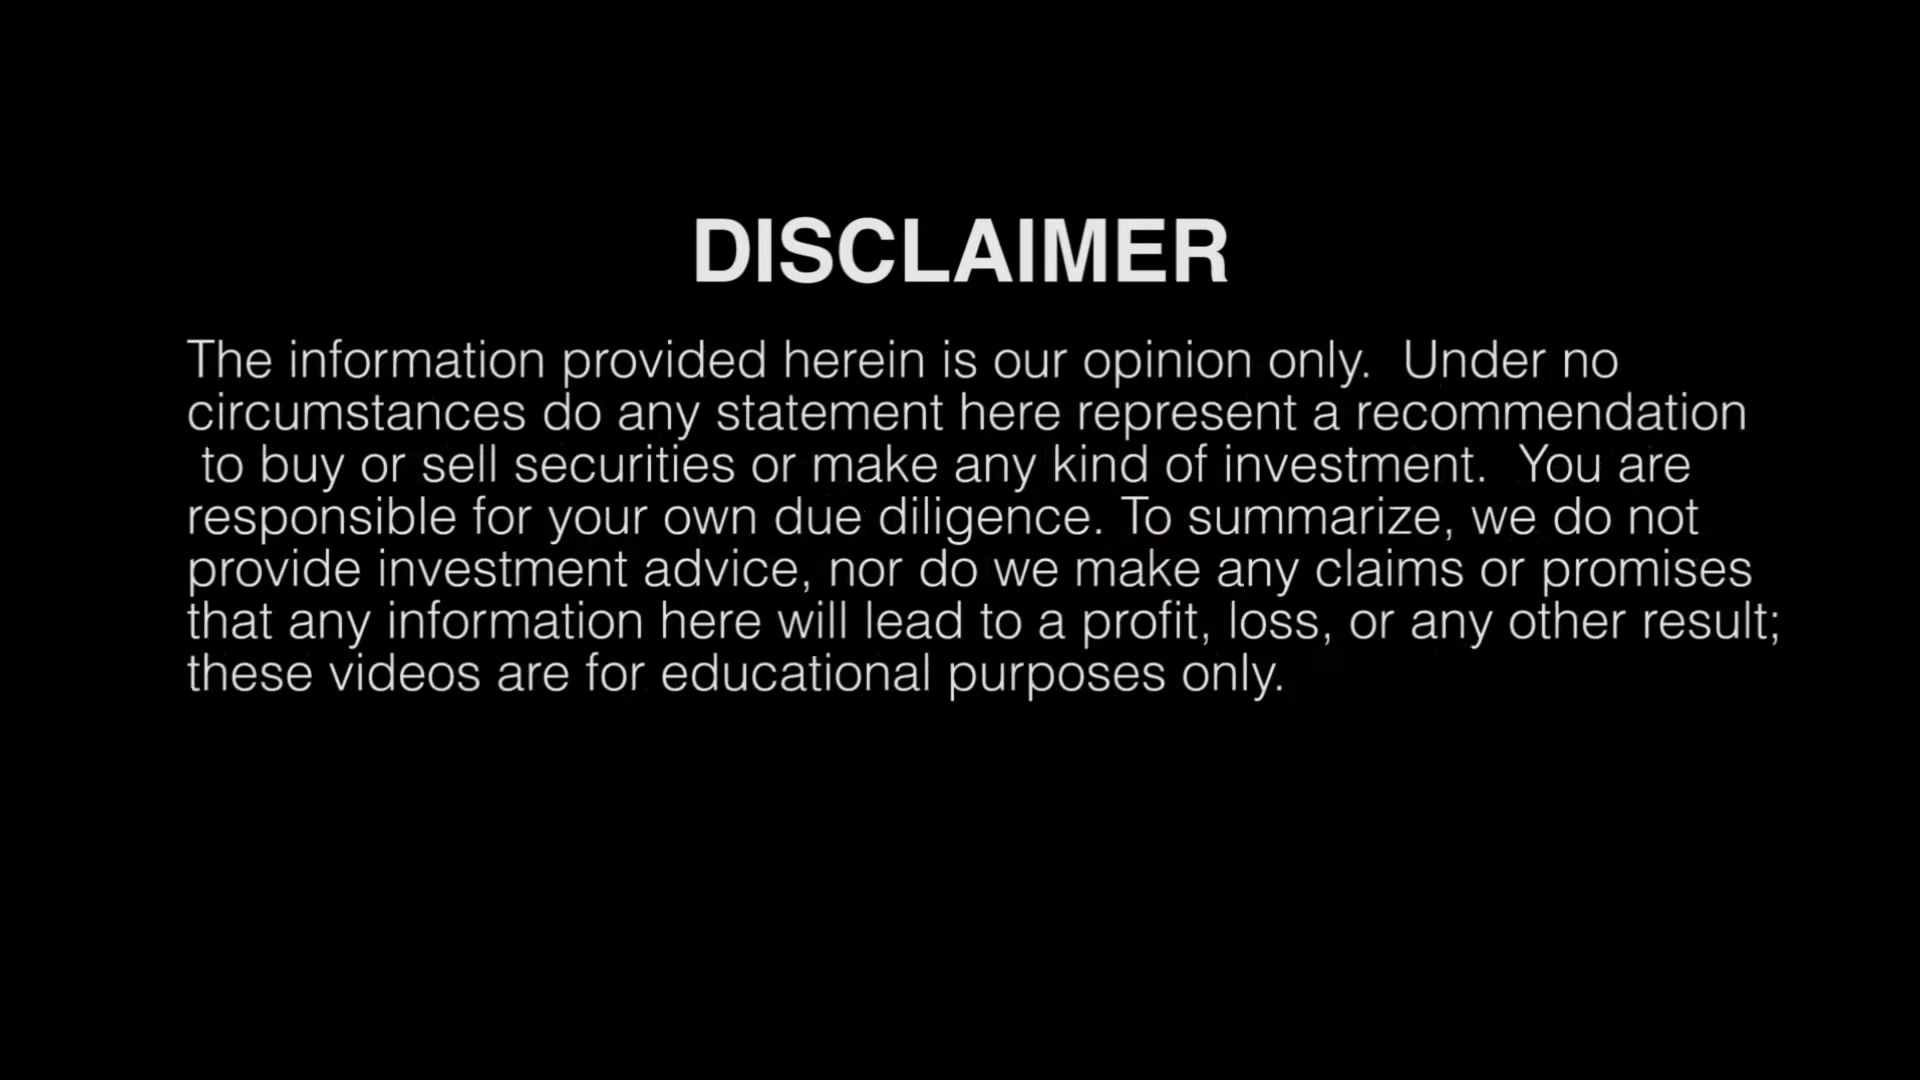 DISCLAIMER
The information provided herein is our opinion only.  Under no
circumstances do any statement here represent a recommendation
to buy or sell securities or make any kind of investment.  You are
responsible for your own due diligence. To summarize, we do not
provide investment advice, nor do we make any claims or promises
that any information here will lead to a profit, loss, or any other result;
these videos are for educational purposes only.